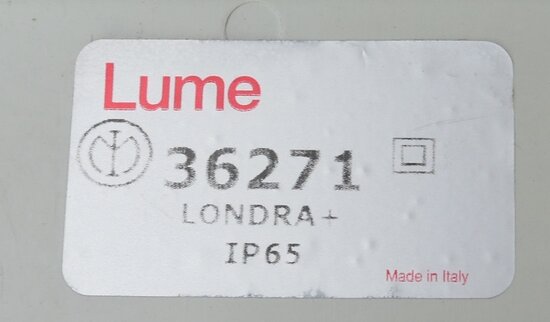 Lume
36271
LONDRA+
IP65
Made in Italy